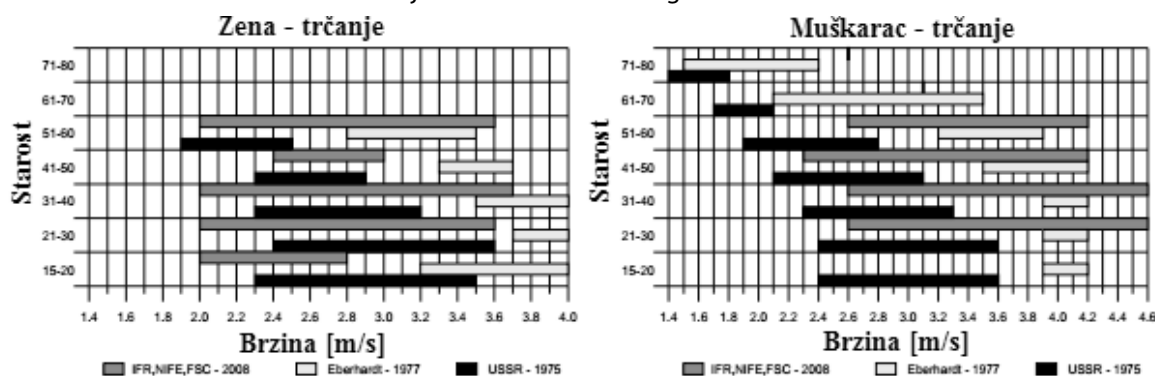 Zena - trčanje
Starost
71-80
61-70
51-60
41-50
31-40
21-30
15-20
1.4 1.6 1.8 2.0 2.2 2.4 2.6 2.8 3.0 3.2 3.4 3.6 3.8 4.0
Brzina [m/s]
IFR,NIFE,FSC - 2008 Eberhardt - 1977 USSR - 1975
Muškarac - trčanje
Starost
71-80
61-70
51-60
41-50
31-40
21-30
15-20
1.4 1.6 1.8 2.0 2.2 2.4 2.6 2.8 3.0 3.2 3.4 3.6 3.8 4.0 4.2 4.4 4.6
Brzina [m/s]
IFR,NIFE,FSC - 2008 Eberhardt - 1977 USSR - 1975